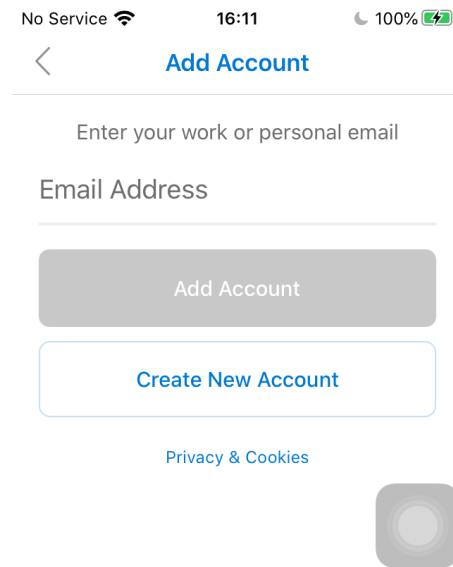 No Service 16:11 100%
Add Account
Enter your work or personal email
Email Address
Add Account
Create New Account
Privacy & Cookies